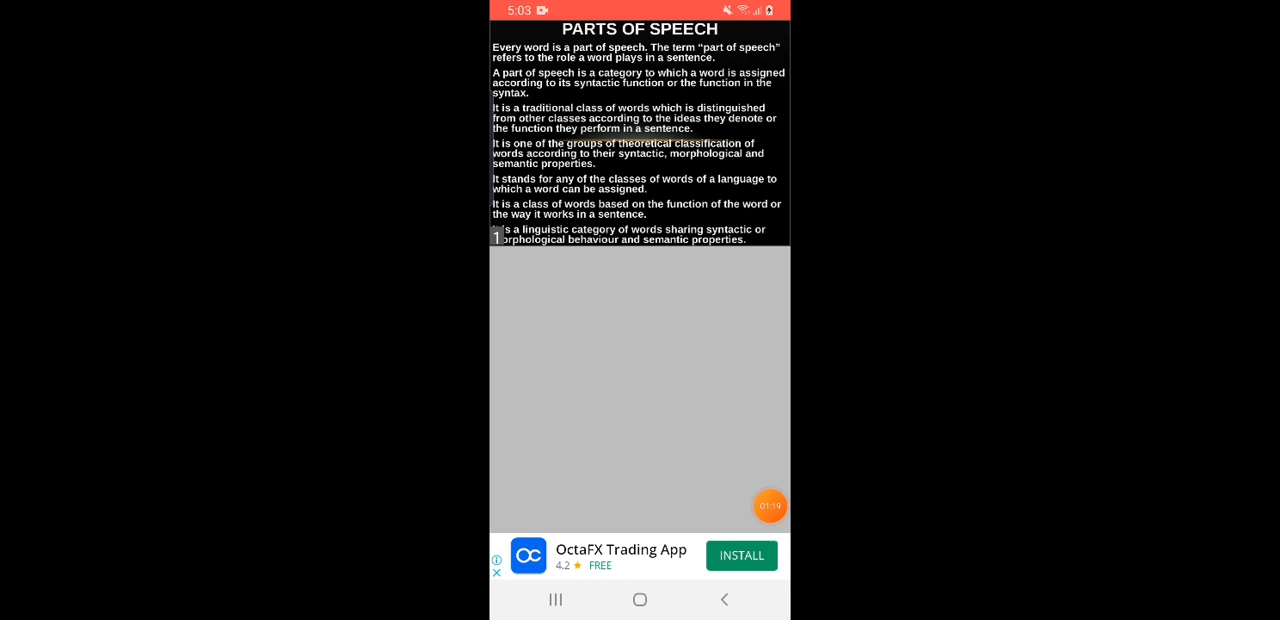 5:03
PARTS OF SPEECH
Every word is a part of speech. The term “part of speech”
refers to the role a word plays in a sentence.
A part of speech is a category to which a word is assigned
according to its syntactic function or the function in the
syntax.
It is a traditional class of words which is distinguished
from other classes according to the ideas they denote or
the function they perform in a sentence.
It is one of the groups of theoretical classification of
words according to their syntactic, morphological and
semantic properties.
It stands for any of the classes of words of a language to
which a word can be assigned.
It is a class of words based on the function of the word or
the way it works in a sentence.
is a linguistic category of words sharing syntactic or
1 orphological behaviour and semantic properties.
01:19
OctaFX Trading App
4.2 ★ FREE
INSTALL